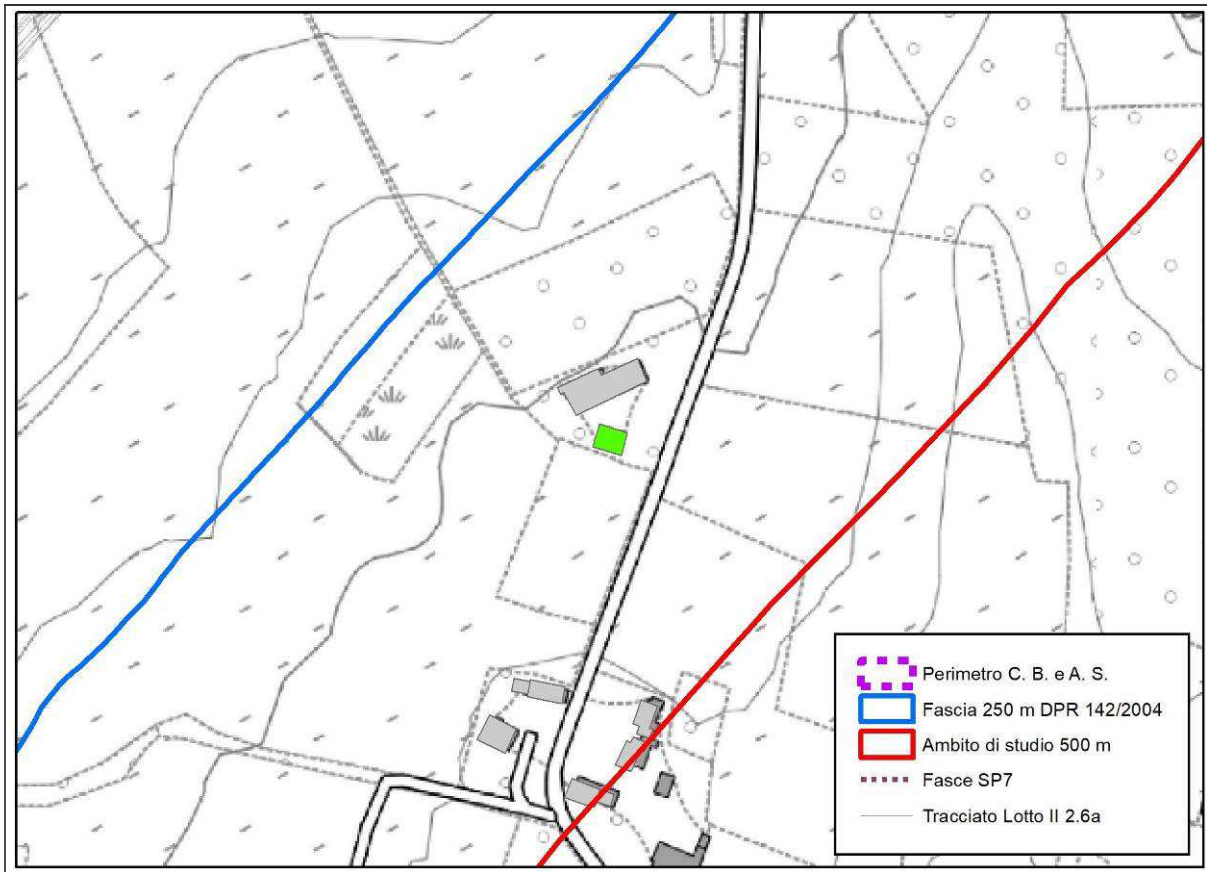 Perimetro C. B. e A. S.
Fascia 250 m DPR 142/2004
Ambito di studio 500 m
Fasce SP7
Tracciato Lotto II 2.6a